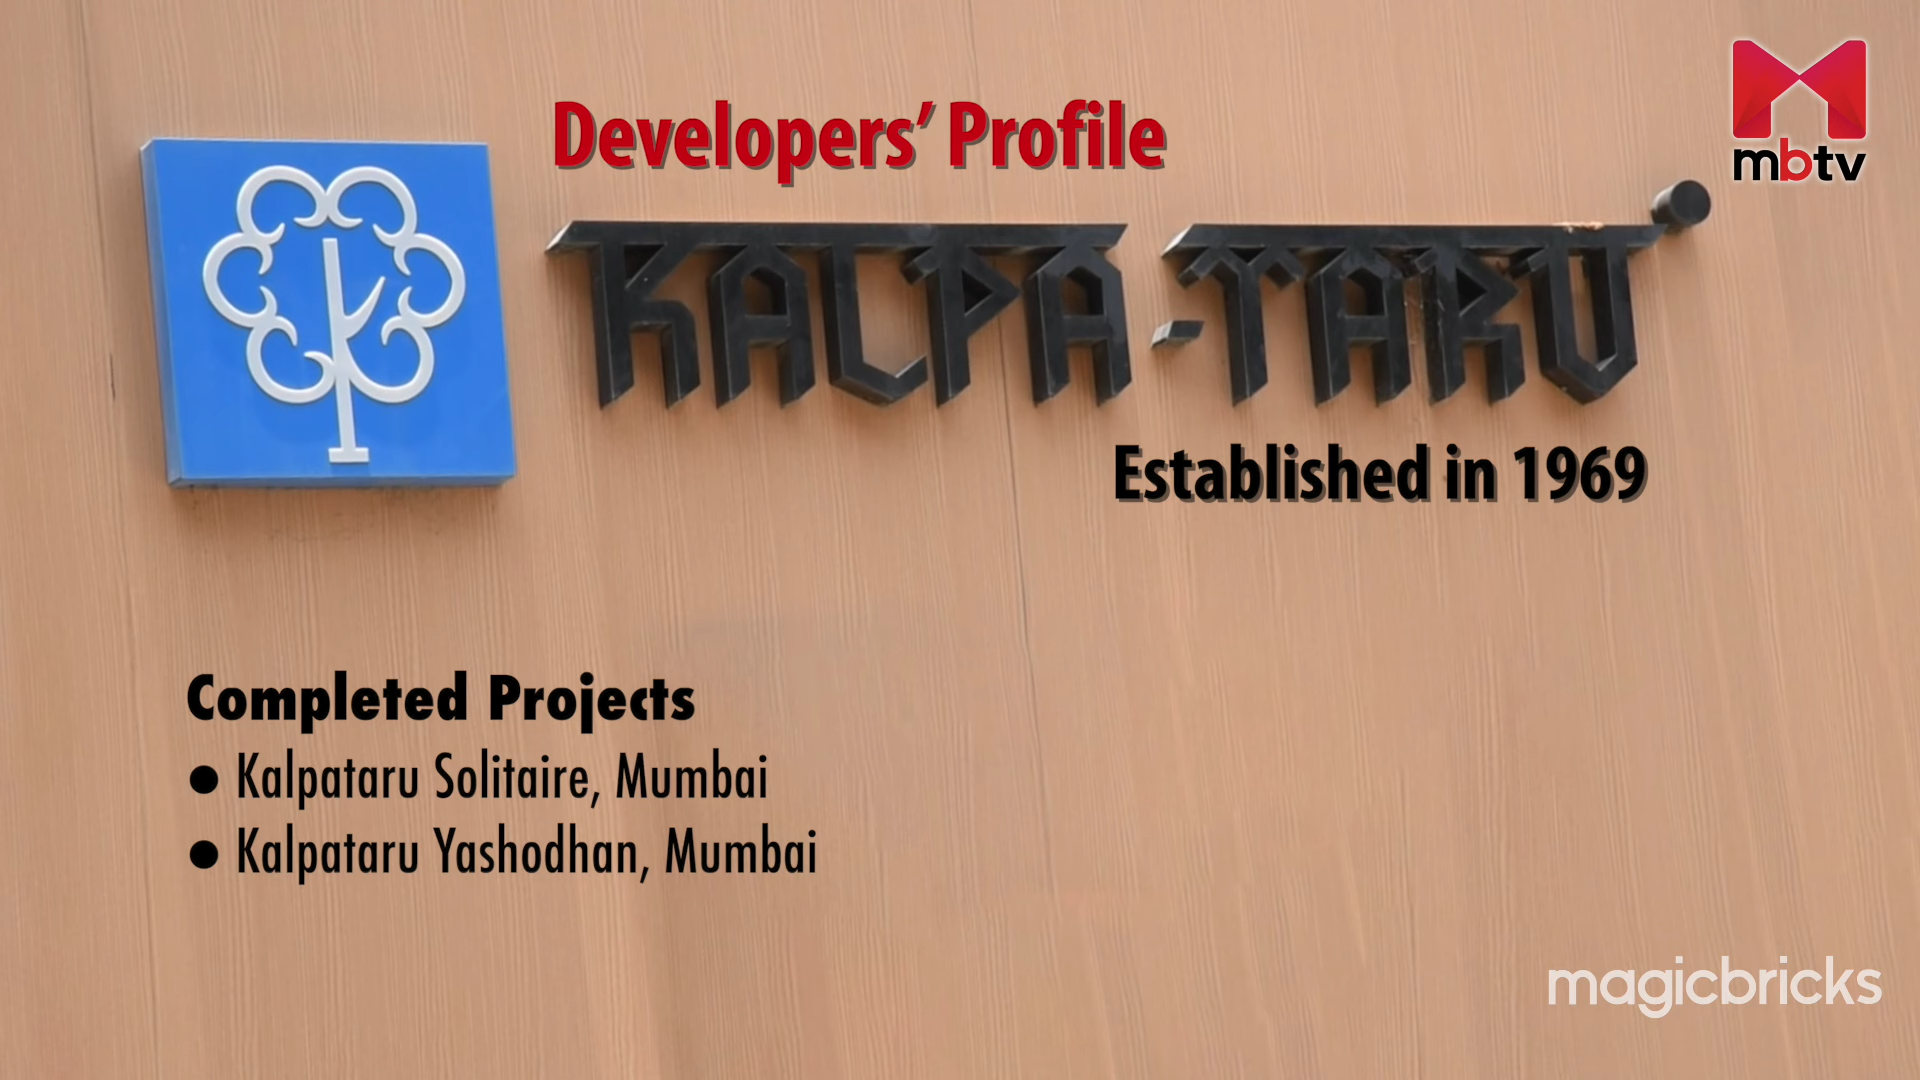 Developers’ Profile
mbtv
KALPA-TARU
Established in 1969
Completed Projects
● Kalpataru Solitaire, Mumbai
● Kalpataru Yashodhan, Mumbai
magicbricks